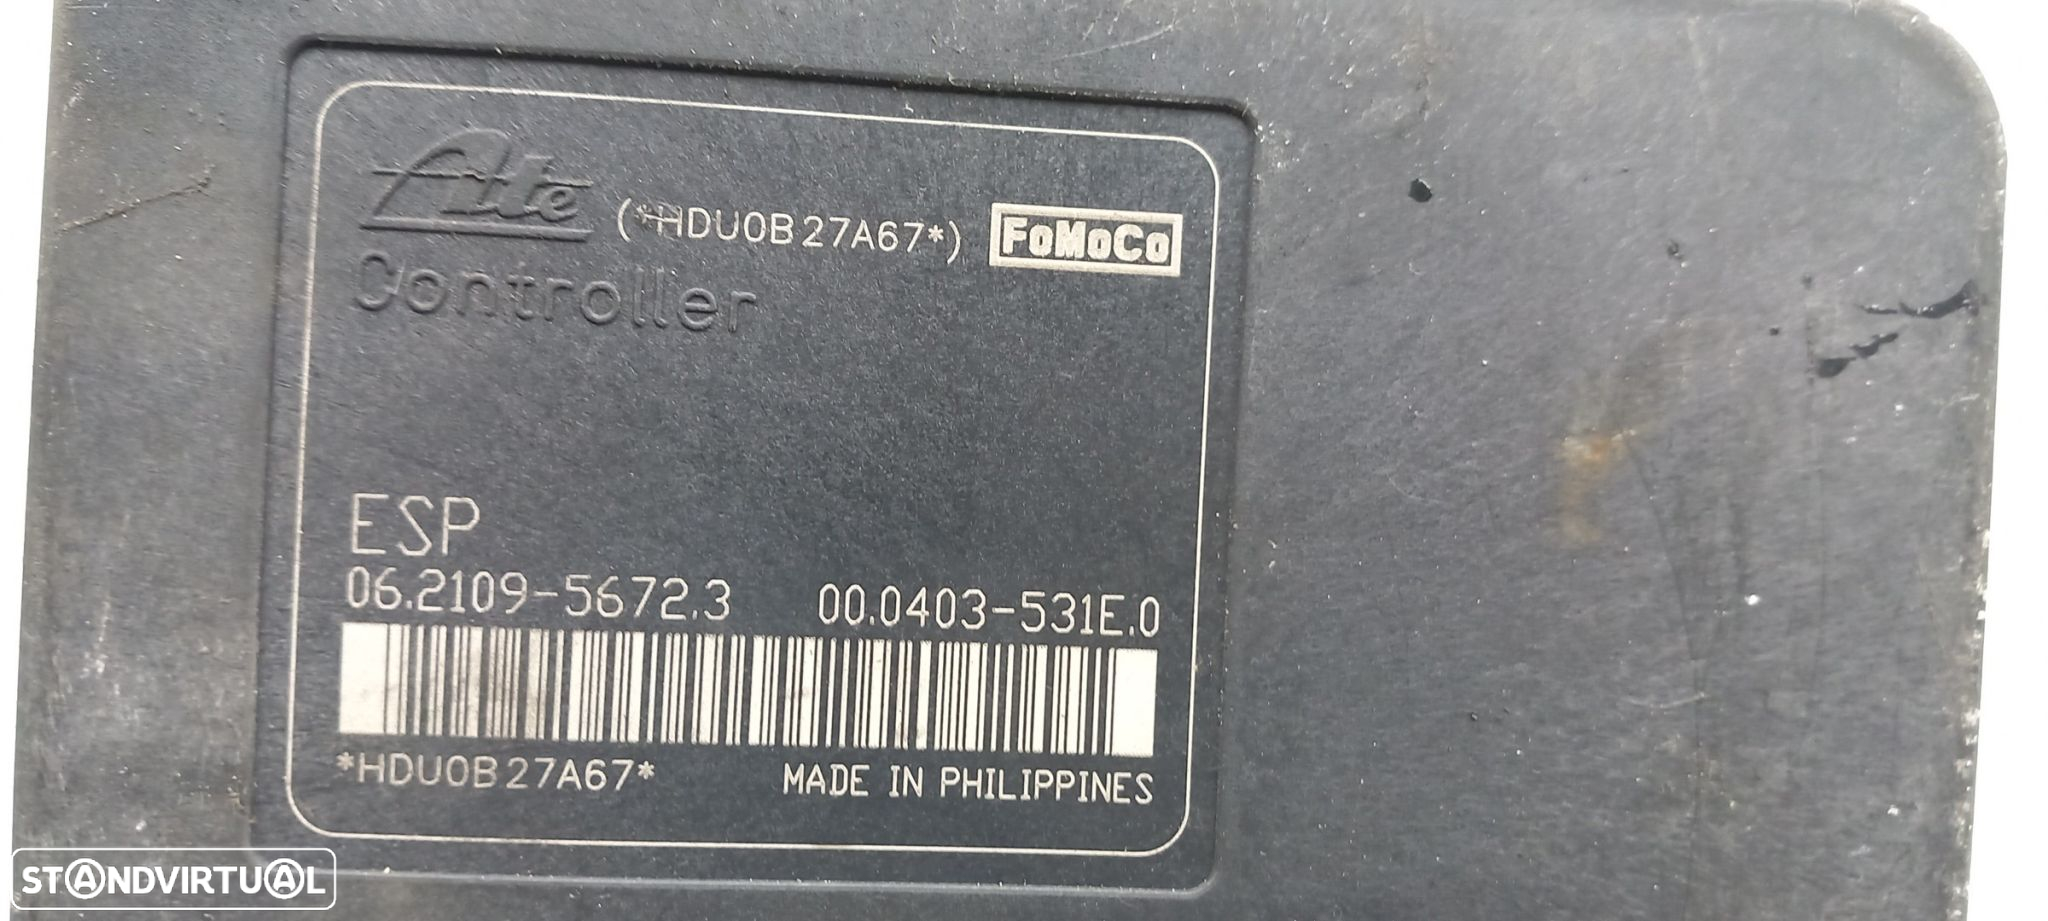 Ate (*HDU0B27A67*) FoMoCo
Controller
ESP
06.2109-5672.3 00.0403-531E.0
*HDU0B27A67* MADE IN PHILIPPINES
STANDVIRTUAL